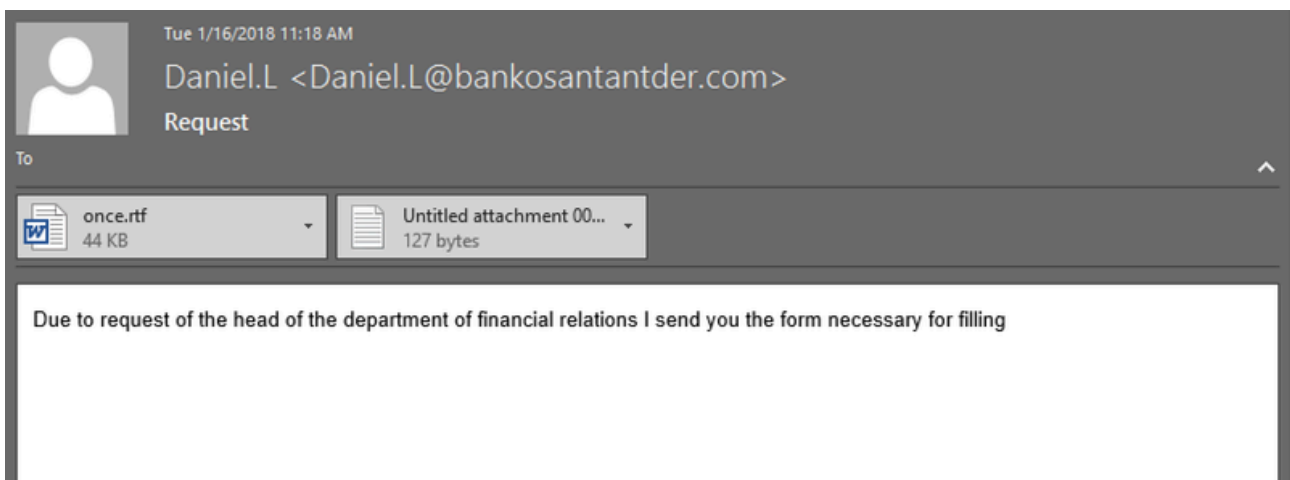 Tue 1/16/2018 11:18 AM
Daniel.L <Daniel.L@bankosantantder.com>
Request
To
once.rtf
44 KB
Untitled attachment 00...
127 bytes
Due to request of the head of the department of financial relations I send you the form necessary for filling